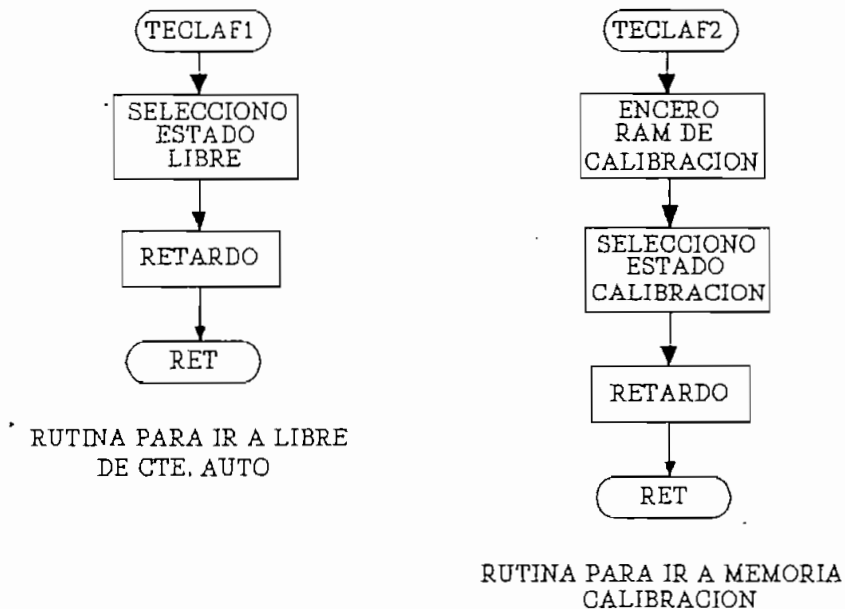 TECLAF1
SELECCIONO
ESTADO
LIBRE
RETARDO
RET
RUTINA PARA IR A LIBRE
DE CTE. AUTO
TECLAF2
ENCERO
RAM DE
CALIBRACION
SELECCIONO
ESTADO
CALIBRACION
RETARDO
RET
RUTINA PARA IR A MEMORIA
CALIBRACION